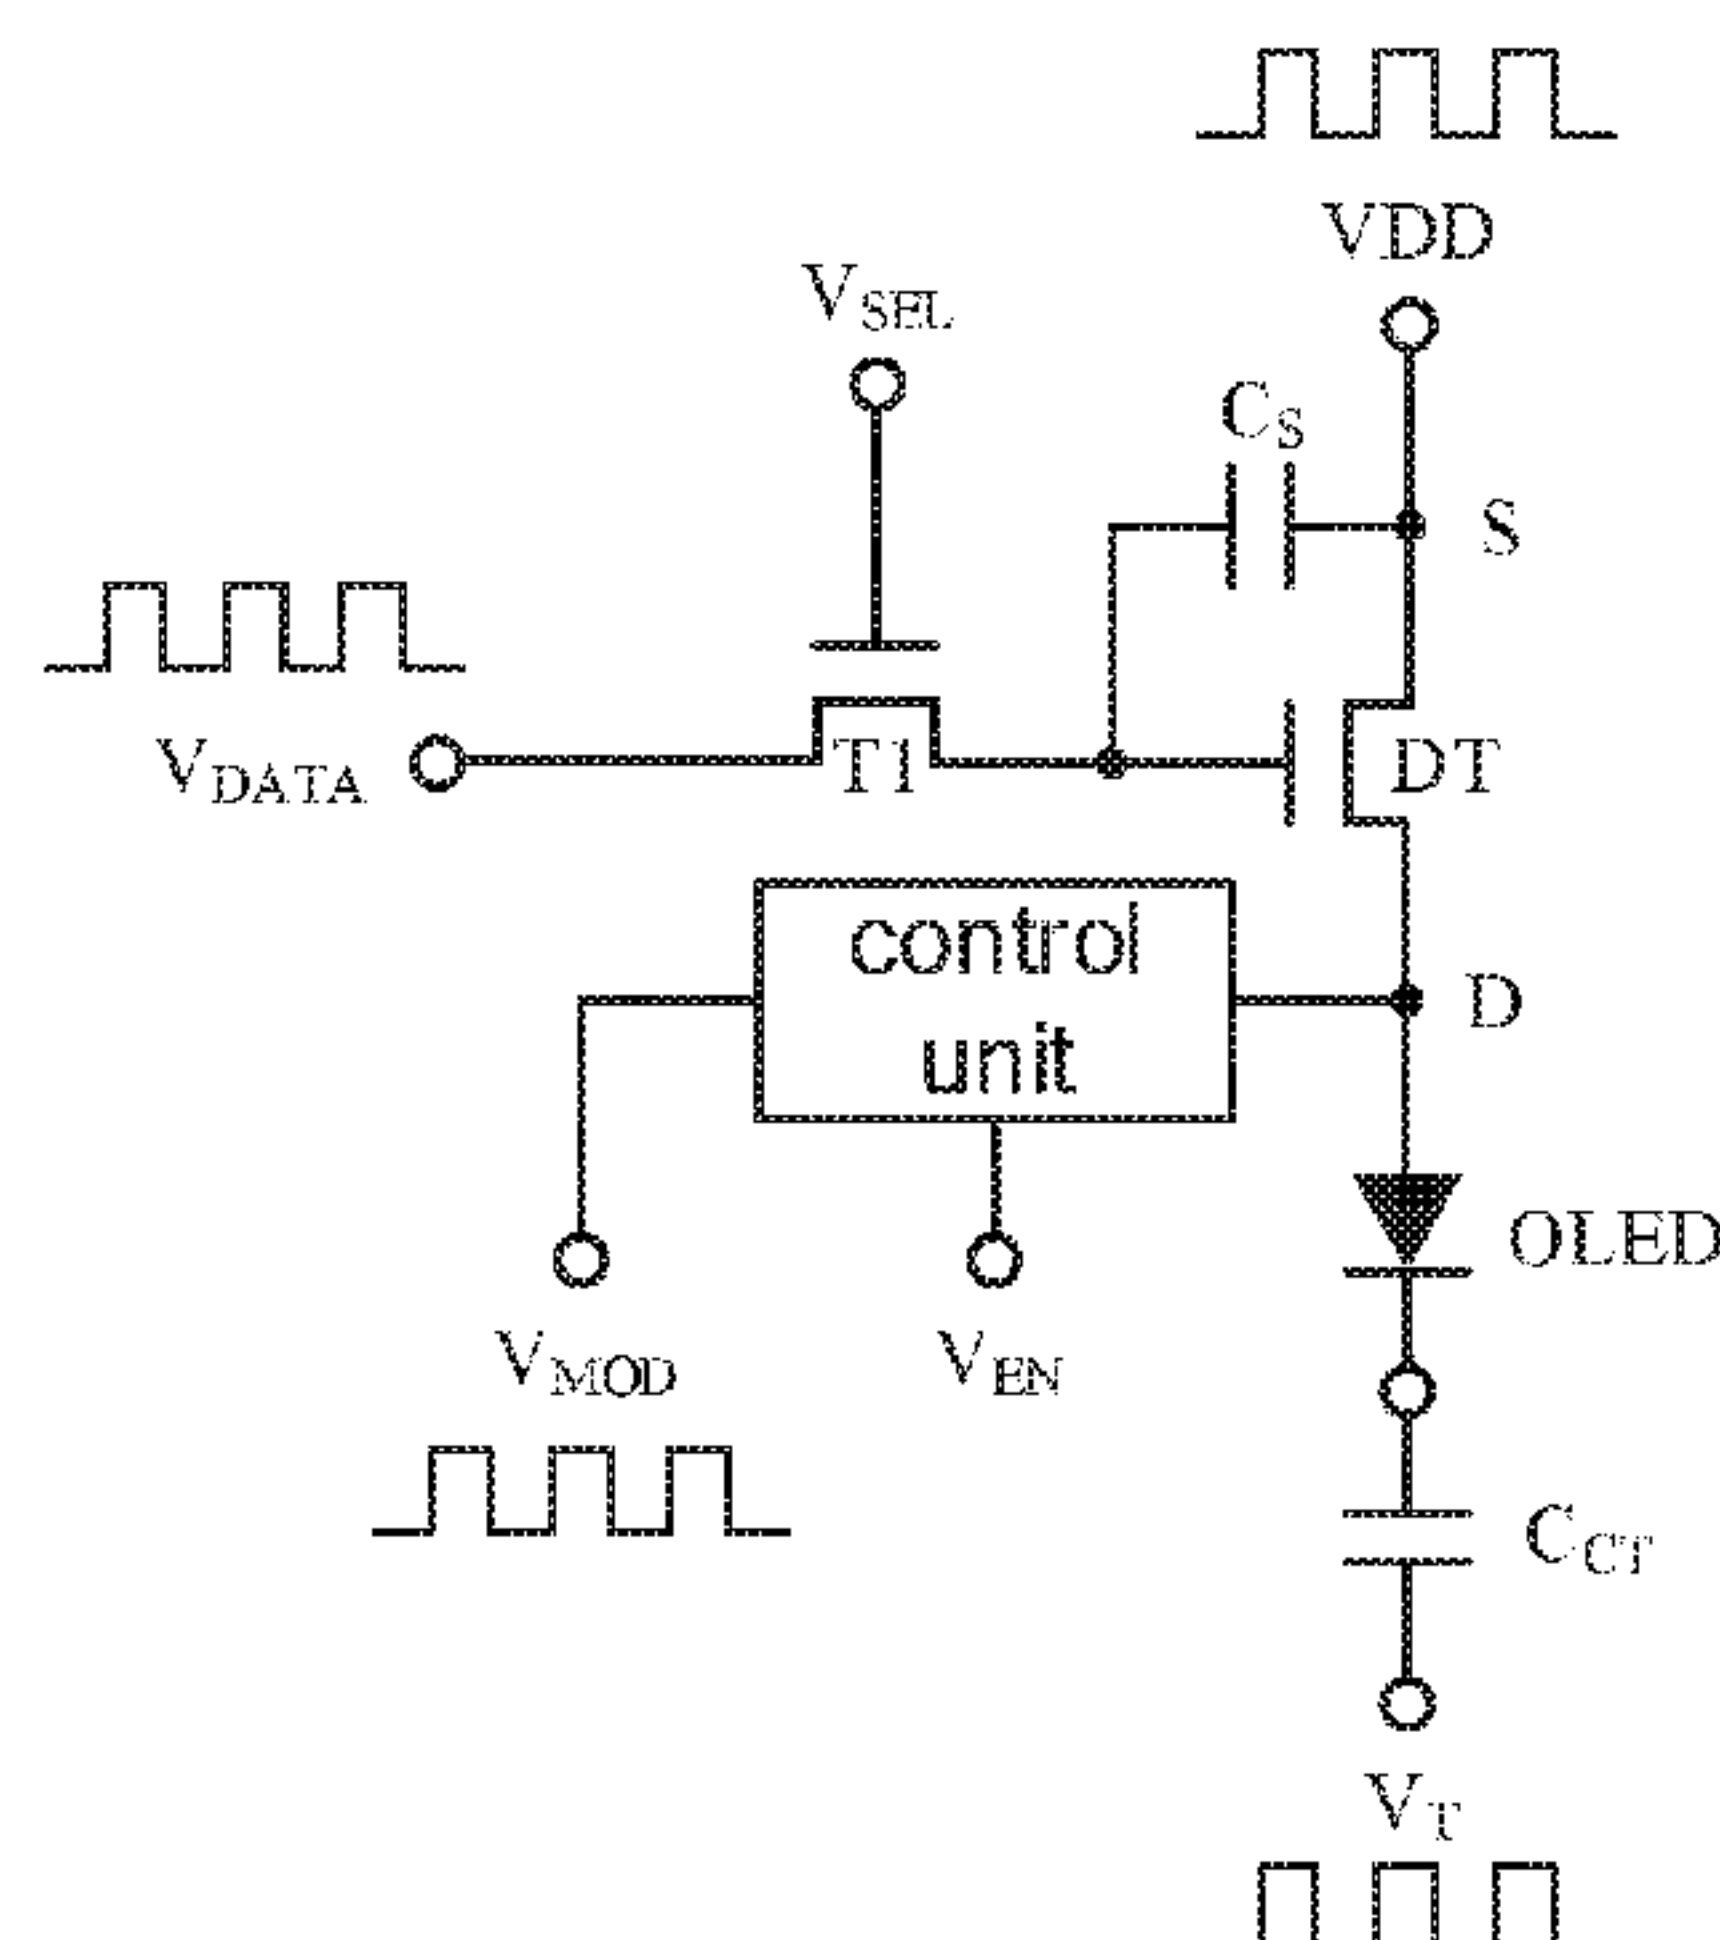 VDD
VSEL
CS
S
VDATA
T1
DT
control
unit
D
OLED
VMOD
VEN
CCT
VT